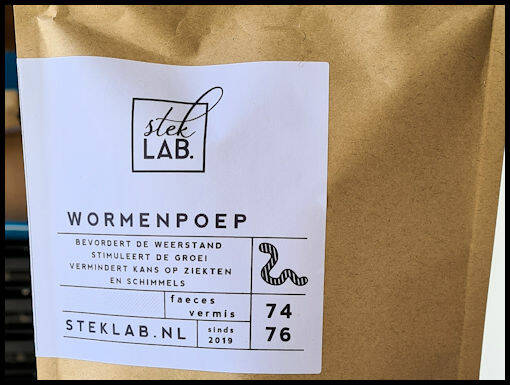 stek
LAB.
WORMENPOEP
BEVORDERT DE WEERSTAND
STIMULEERT DE GROEI
VERMINDERT KANS OP ZIEKTEN
EN SCHIMMELS
faeces
vermis
74
76
STEKLAB.NL
sinds
2019